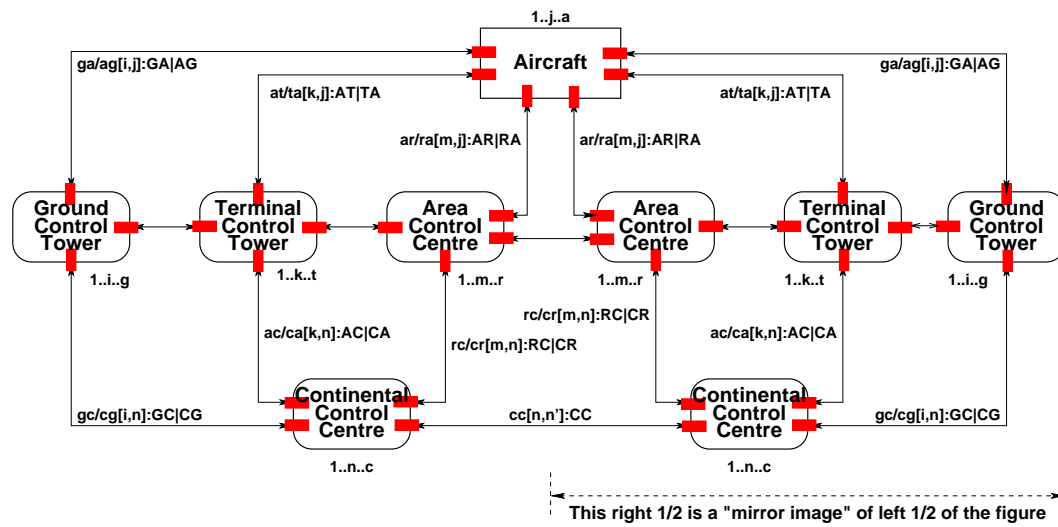 1..j..a
Aircraft
ga/ag[i,j]:GA|AG
ga/ag[i,j]:GA|AG
at/ta[k,j]:AT|TA
at/ta[k,j]:AT|TA
ar/ra[m,j]:AR|RA
ar/ra[m,j]:AR|RA
Ground
Control
Tower
Terminal
Control
Tower
Area
Control
Centre
Area
Control
Centre
Terminal
Control
Tower
Ground
Control
Tower
1..i..g
1..k..t
1..m..r
1..m..r
1..k..t
1..i..g
rc/cr[m,n]:RC|CR
ac/ca[k,n]:AC|CA
rc/cr[m,n]:RC|CR
ac/ca[k,n]:AC|CA
Continental
Control
Centre
Continental
Control
Centre
gc/cg[i,n]:GC|CG
cc[n,n']:CC
gc/cg[i,n]:GC|CG
1..n..c
1..n..c
This right 1/2 is a "mirror image" of left 1/2 of the figure